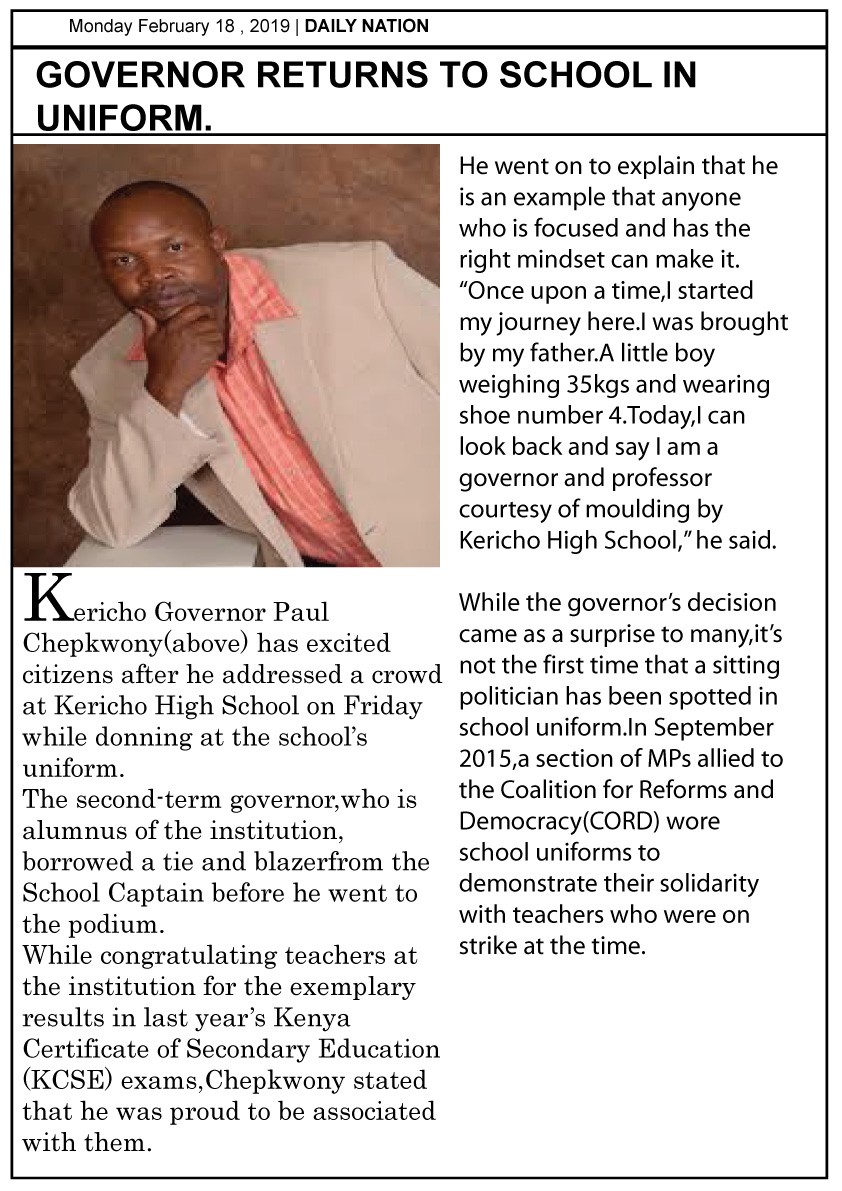 Monday February 18 , 2019 | DAILY NATION
GOVERNOR RETURNS TO SCHOOL IN
UNIFORM.
Kericho Governor Paul
Chepkwony(above) has excited
citizens after he addressed a crowd
at Kericho High School on Friday
while donning at the school’s
uniform.
The second-term governor,who is
alumnus of the institution,
borrowed a tie and blazerfrom the
School Captain before he went to
the podium.
While congratulating teachers at
the institution for the exemplary
results in last year’s Kenya
Certificate of Secondary Education
(KCSE) exams,Chepkwony stated
that he was proud to be associated
with them.
He went on to explain that he
is an example that anyone
who is focused and has the
right mindset can make it.
“Once upon a time,I started
my journey here.I was brought
by my father.A little boy
weighing 35kgs and wearing
shoe number 4.Today,I can
look back and say I am a
governor and professor
courtesy of moulding by
Kericho High School,” he said.
While the governor’s decision
came as a surprise to many,it’s
not the first time that a sitting
politician has been spotted in
school uniform.In September
2015,a section of MPs allied to
the Coalition for Reforms and
Democracy(CORD) wore
school uniforms to
demonstrate their solidarity
with teachers who were on
strike at the time.